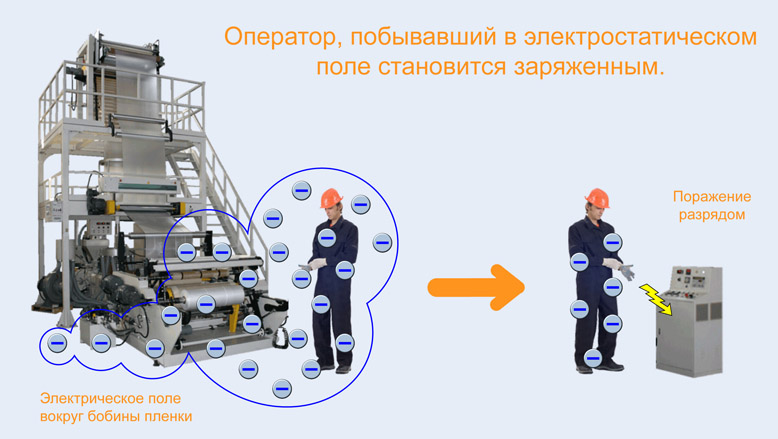 Оператор, побывавший в электростатическом
поле становится заряженным.
Поражение
разрядом
Электрическое поле
вокруг бобины пленки